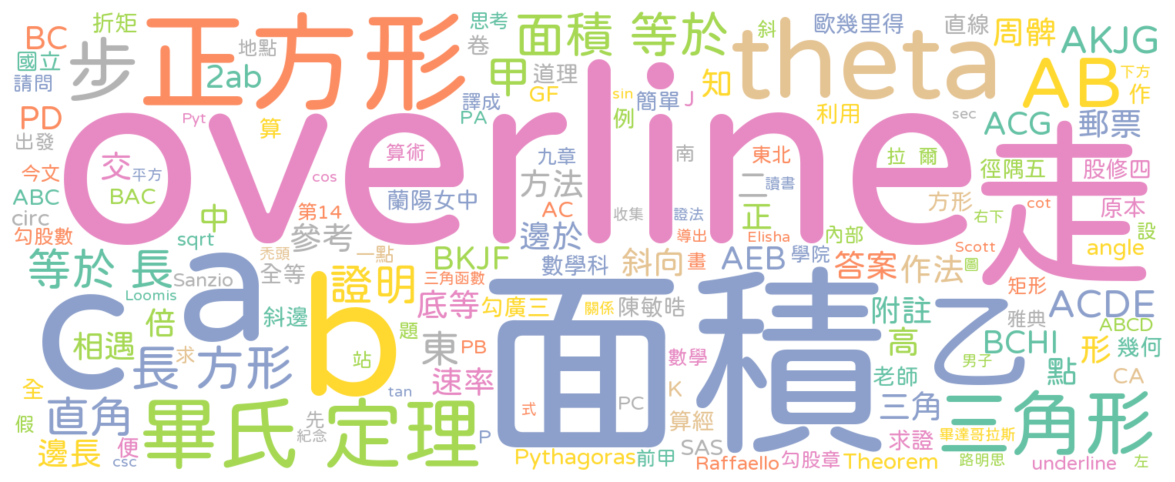 BC 折矩 正方形 思考 面積 等於 theta 歐幾里得 直線 周髀 AKJG
國立 步 地點 卷 斜 AB 下方
請問 2ab 甲 道理 GF sin 簡單 J 知 作
PD Pyt 算 PA 譯成 例 利用 sec ACG 郵票
出發 overline 走
今文 交 平方 算術 九章 南 東北 拉 爾 徑隅五 股修四
ABC BAC cos 蘭陽女中 方法 二 讀書 方形 cot 原本
circ 中 第14 AC 收集 證法 正 右下 設
勾股數 sqrt 參考 邊於 導出 Elisha 內部 Scott angle
等於 長 a 禿頭 一點 BKJF 數學科 斜向 畫 AEB 學院 答案 作法 圖
Sanzio 全等 證明 三角函數 矩形
Loomis c b 底等 勾廣三 面積 關係 陳敏晧 附註 乙 雅典 ACDE
倍 斜邊 題 ABCD
相遇 長 方形 求 站 東 PB 數學 高 BCHI 形 幾何
全 tan 速率 式 K PC 老師 男子 點 CA
假 直角 畢氏 定理 先 算經 三角 三角形
邊長 便 紀念 P SAS 求證 畢達哥拉斯
csc Pythagoras 前甲 Raffaello 勾股章 Theorem 路明思 underline 左